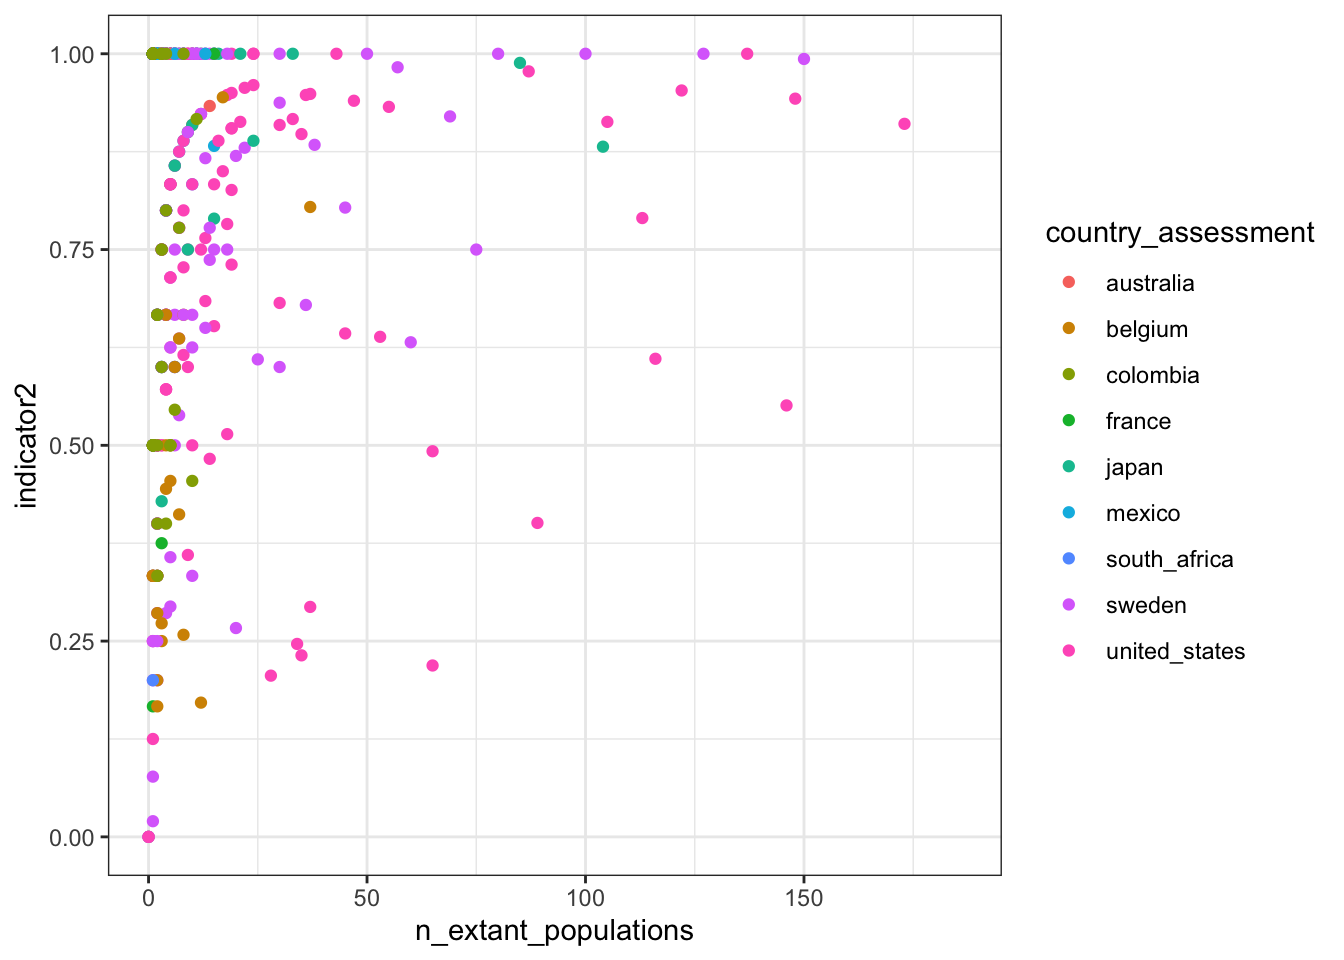 1.00
0.75
0.50
0.25
0.00
indicator2
0 50 100 150
n_extant_populations
country_assessment
australia
belgium
colombia
france
japan
mexico
south_africa
sweden
united_states